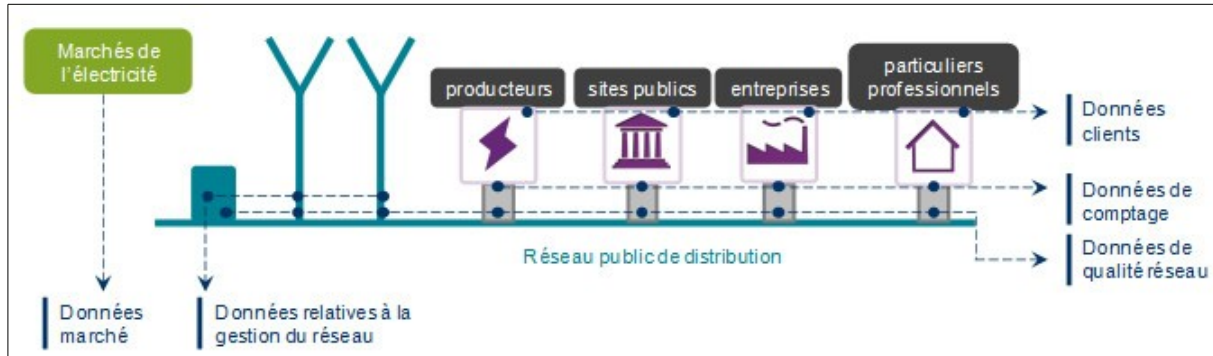 Marchés de
l'électricité
producteurs
sites publics
entreprises
particuliers
professionnels
Données
clients
Données de
comptage
Réseau public de distribution
Données de
qualité réseau
Données
marché
Données relatives à la
gestion du réseau